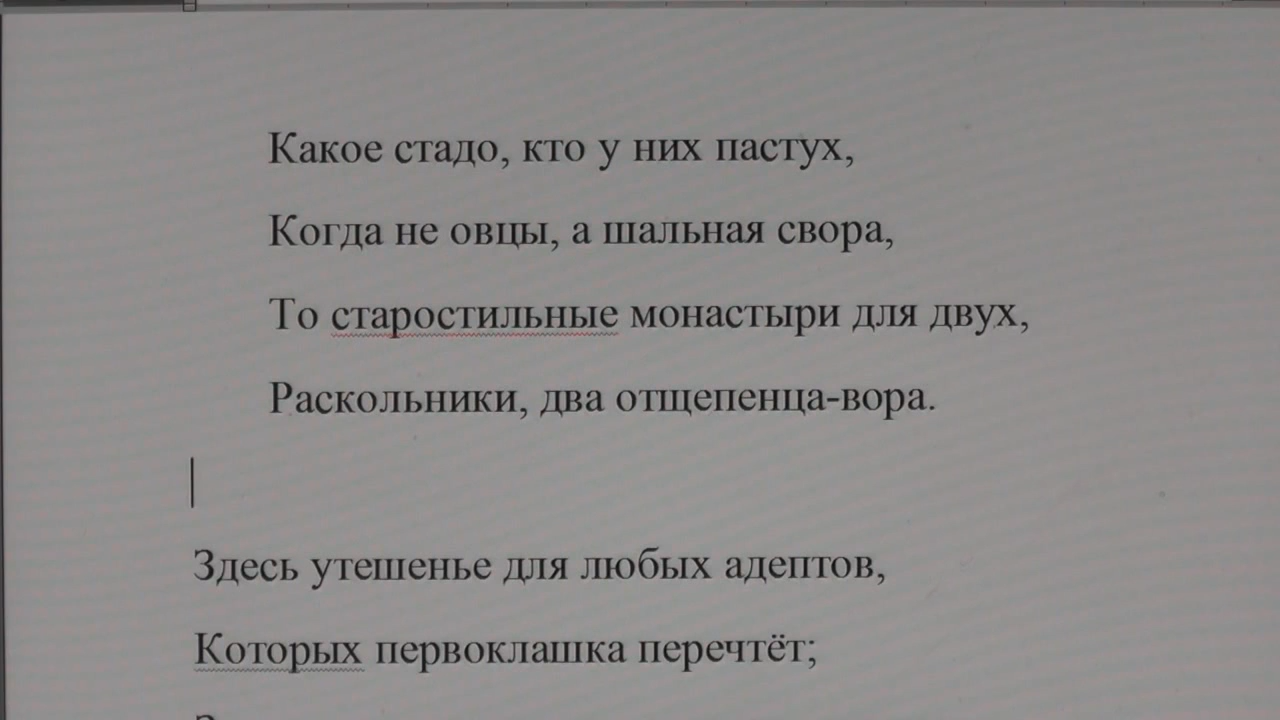 Какое стадо, кто у них пастух,
Когда не овцы, а шальная свора,
То старостильные монастыри для двух,
Раскольники, два отщепенца-вора.
Здесь утешенье для любых адептов,
Которых первоклашка перечтёт;